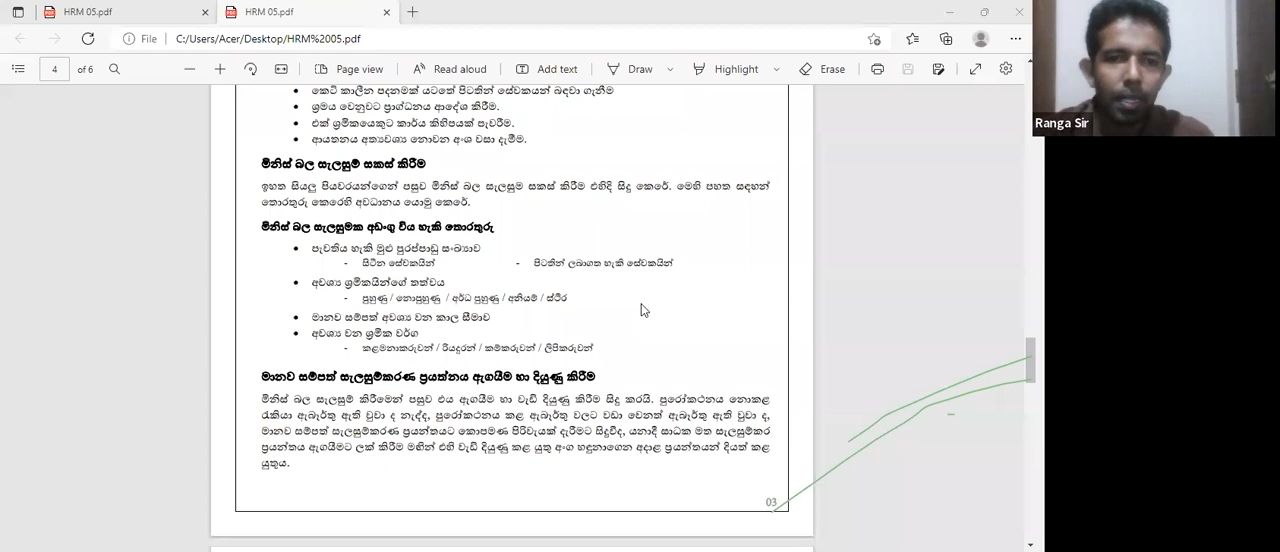 HRM 05.pdf
HRM 05.pdf
File
C:/Users/Acer/Desktop/HRM%2005.pdf
4 of 6
Page view
Read aloud
Add text
Draw
Highlight
Erase
Ranga Sir
• කෙටි කාලීන පදනමක් යටතේ පිටතින් සේවකයන් බඳවා ගැනීම
• ශ්‍රමය වෙනුවට ප්‍රාග්ධනය ආදේශ කිරීම.
• එක් ශ්‍රමිකයෙකුට කාර්ය කිහිපයක් පැවරීම.
• ආයතනය අත්‍යවශ්‍ය නොවන අංශ වසා දැමීම.
මිනිස් බල සැලසුම් සකස් කිරීම
ඉහත සියලු පියවරයන්ගෙන් පසුව මිනිස් බල සැලසුම සකස් කිරීම එහිදි සිදු කෙරේ. මෙහි පහත සඳහන්
තොරතුරු කෙරෙහි අවධානය යොමු කෙරේ.
මිනිස් බල සැලසුමක අඩංගු විය හැකි තොරතුරු
• පැවතිය හැකි මුළු පුරප්පාඩු සංඛ්‍යාව
- සිටින සේවකයින් - පිටතින් ලබාගත හැකි සේවකයින්
• අවශ්‍ය ශ්‍රමිකයින්ගේ තත්වය
- පුහුණු / නොපුහුණු / අර්ධ පුහුණු / අනියම් / ස්ථිර
• මානව සම්පත් අවශ්‍ය වන කාල සීමාව
• අවශ්‍ය වන ශ්‍රමික වර්ග
- කළමනාකරුවන් / රියදුරන් / කම්කරුවන් / ලිපිකරුවන්
මානව සම්පත් සැලසුම්කරණ ප්‍රයත්නය ඇගයීම හා දියුණු කිරීම
මිනිස් බල සැලසුම් කිරීමෙන් පසුව එය ඇගයීම හා වැඩි දියුණු කිරීම සිදු කරයි. පුරෝකථනය නොකළ
රැකියා ඇබෑර්තු ඇති වූවා ද නැද්ද, පුරෝකථනය කළ ඇබෑර්තු වලට වඩා වෙනත් ඇබෑර්තු ඇති වූවා ද,
මානව සම්පත් සැලසුම්කරණ ප්‍රයත්නයට කොපමණ පිරිවැයක් දැරීමට සිදුවීද, යනාදී සාධක මත සැලසුම්කර
ප්‍රයත්නය ඇගයීමට ලක් කිරීම මඟින් එහි වැඩි දියුණු කළ යුතු අංග හඳුනාගෙන අදාළ ප්‍රයත්නයන් දියත් කළ
යුතුය.
03